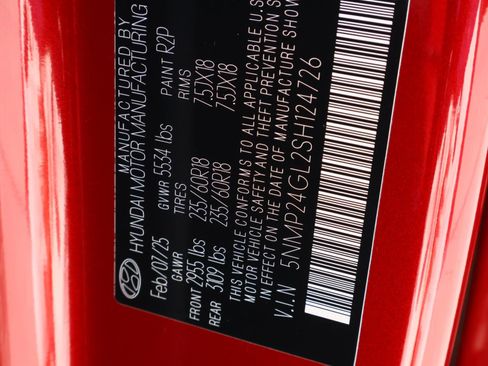 MANUFACTURED BY
HYUNDAI MOTOR MANUFACTURING
Feb/07/25 GVWR 5534 lbs PAINT R2P
GAWR TIRES RIMS
FRONT 2955 lbs 235/60R18 7.5JX18
REAR 3109 lbs 235/60R18 7.5JX18
THIS VEHICLE CONFORMS TO ALL APPLICABLE U.S
MOTOR VEHICLE SAFETY AND THEFT PREVENTION S
IN EFFECT ON THE DATE OF MANUFACTURE SH
V.I.N 5NMP24GL2SH124726